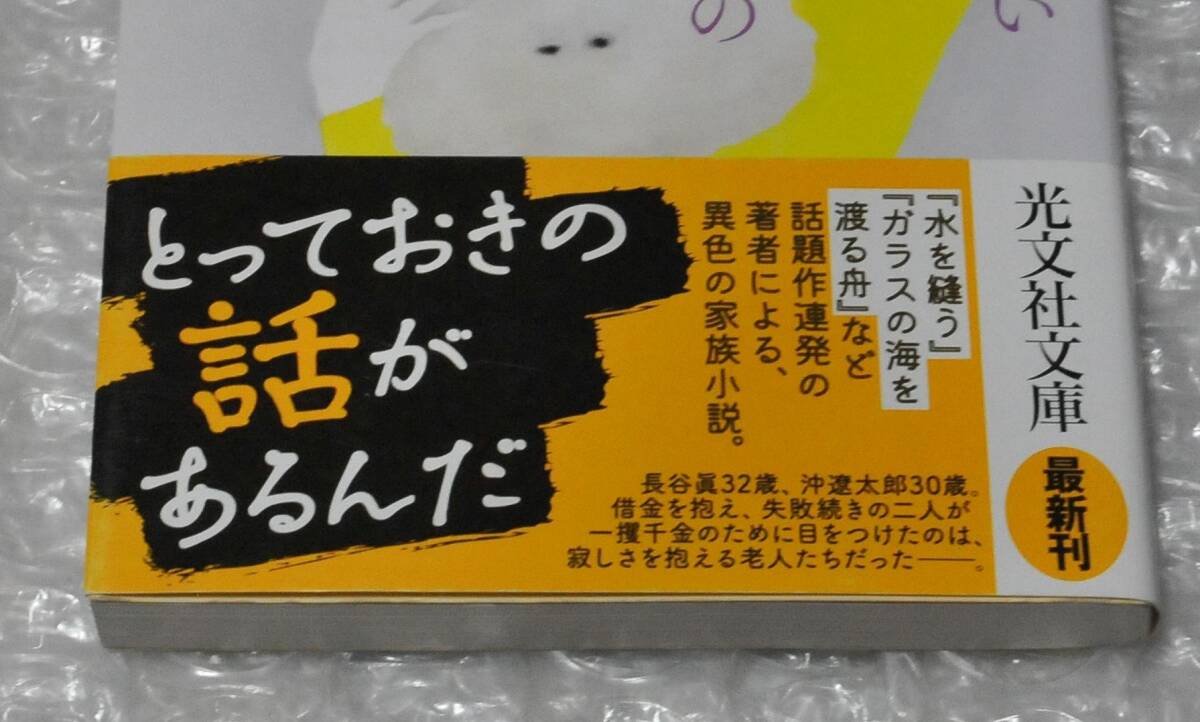 い
の
とっておきの
話が
あるんだ
『水を縫う』
『ガラスの海を
渡る舟』など
話題作連発の
著者による、
異色の家族小説。
長谷眞32歳、沖遼太郎30歳。
借金を抱え、失敗続きの二人が
一攫千金のために目をつけたのは、
寂しさを抱える老人たちだった——。
光文社文庫
最新刊